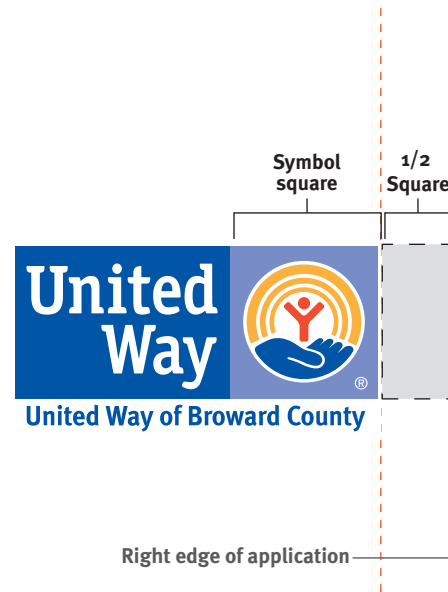 Symbol
square
1/2
Square
United
Way
®
United Way of Broward County
Right edge of application